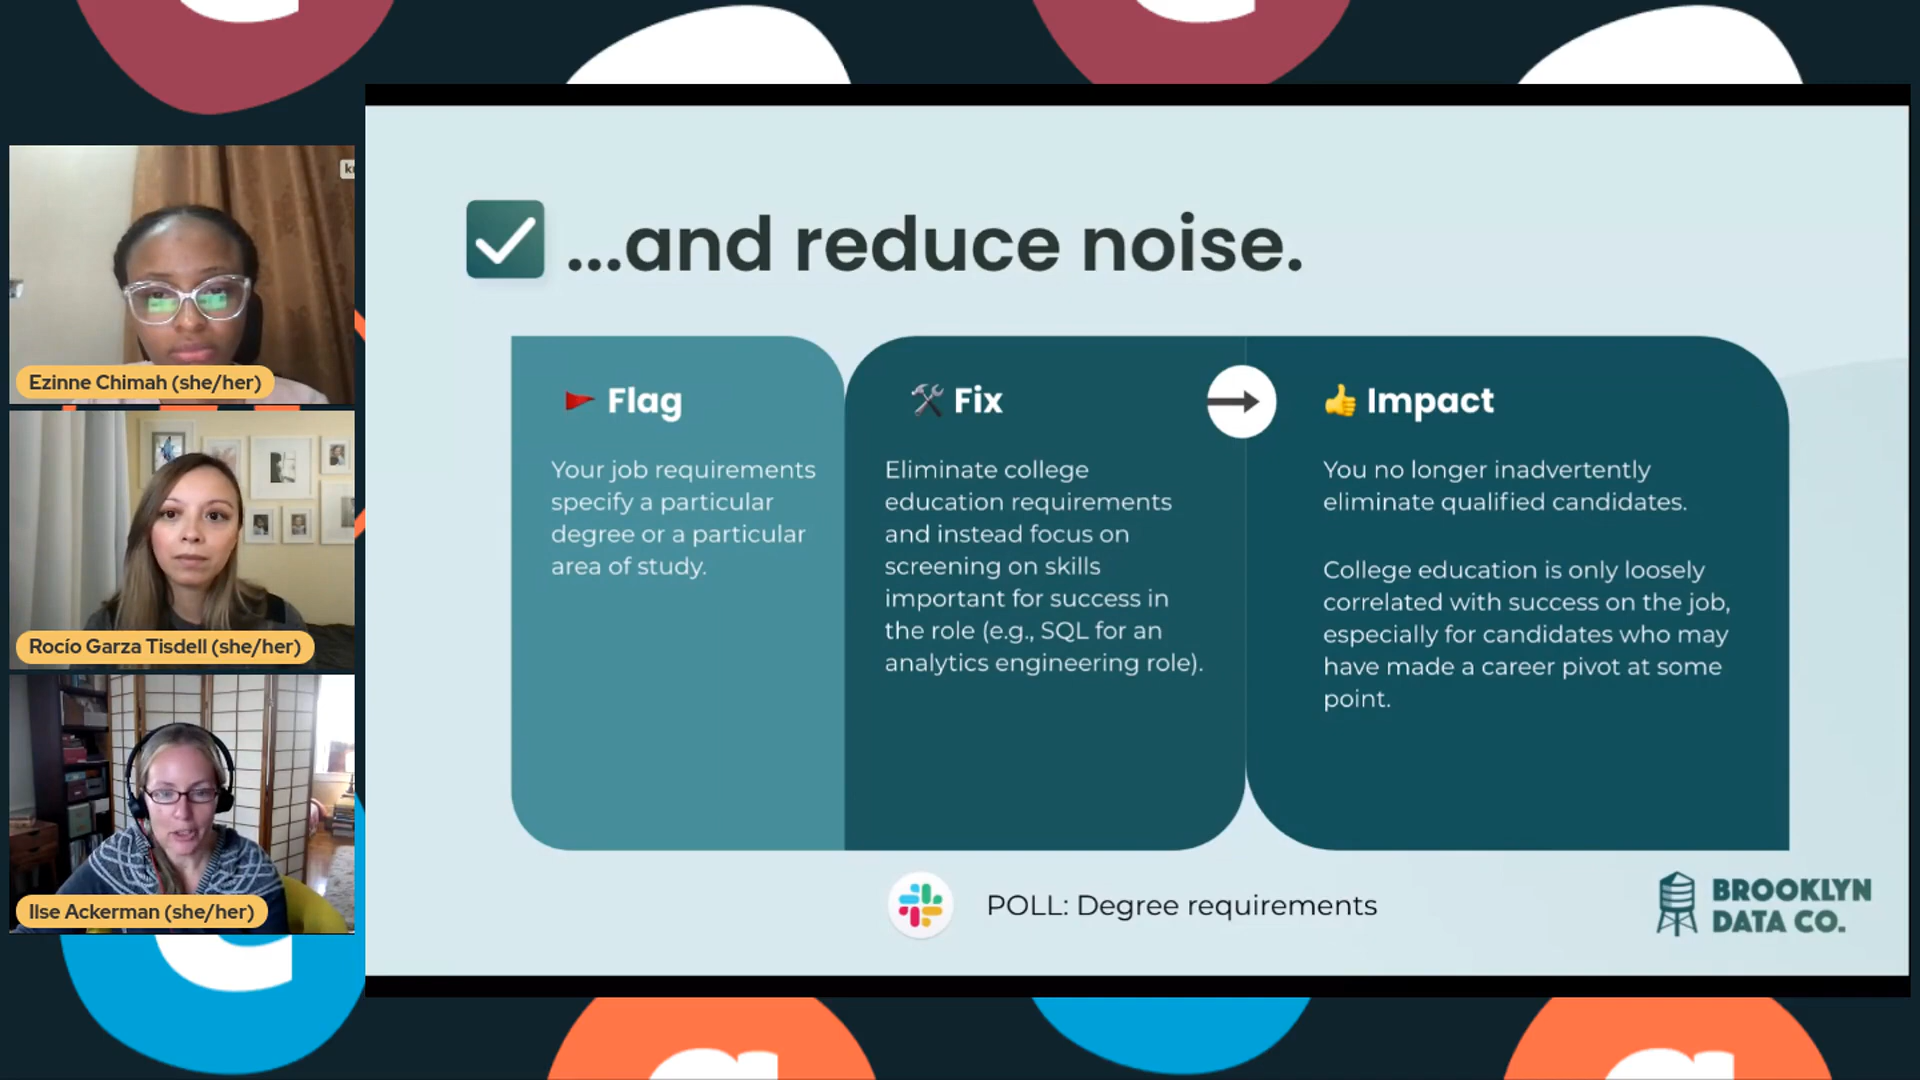 Ezinne Chimah (she/her)
Rocío Garza Tisdell (she/her)
Ilse Ackerman (she/her)
...and reduce noise.
Flag
Your job requirements
specify a particular
degree or a particular
area of study.
Fix
Eliminate college
education requirements
and instead focus on
screening on skills
important for success in
the role (e.g., SQL for an
analytics engineering role).
Impact
You no longer inadvertently
eliminate qualified candidates.
College education is only loosely
correlated with success on the job,
especially for candidates who may
have made a career pivot at some
point.
POLL: Degree requirements
BROOKLYN
DATA CO.